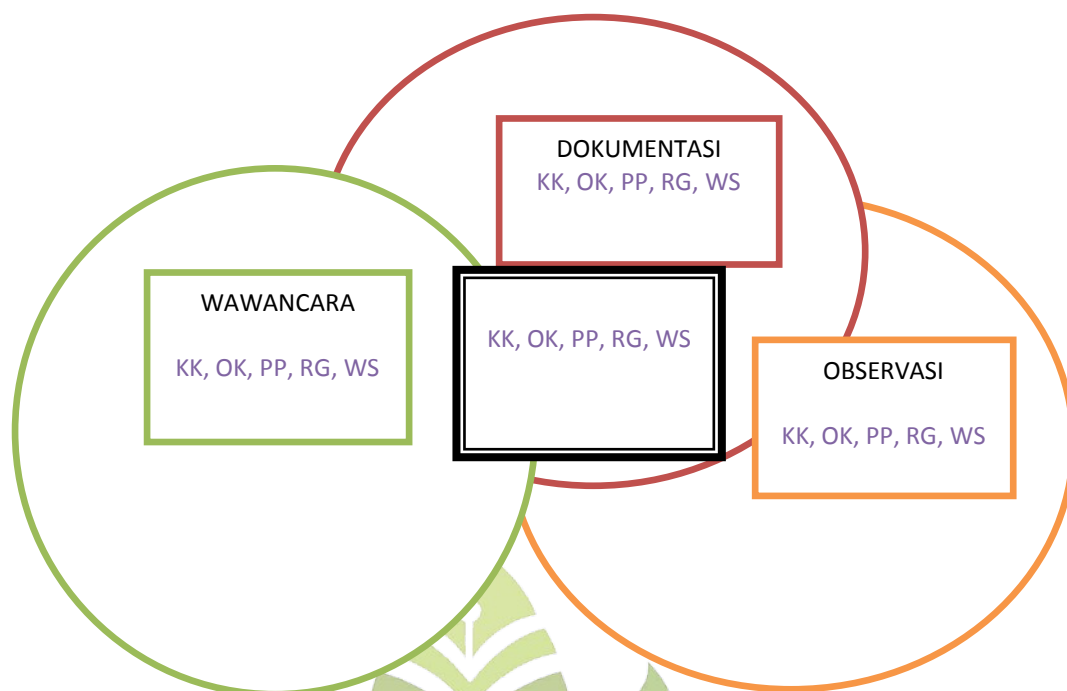 DOKUMENTASI
KK, OK, PP, RG, WS
WAWANCARA
KK, OK, PP, RG, WS
KK, OK, PP, RG, WS
OBSERVASI
KK, OK, PP, RG, WS